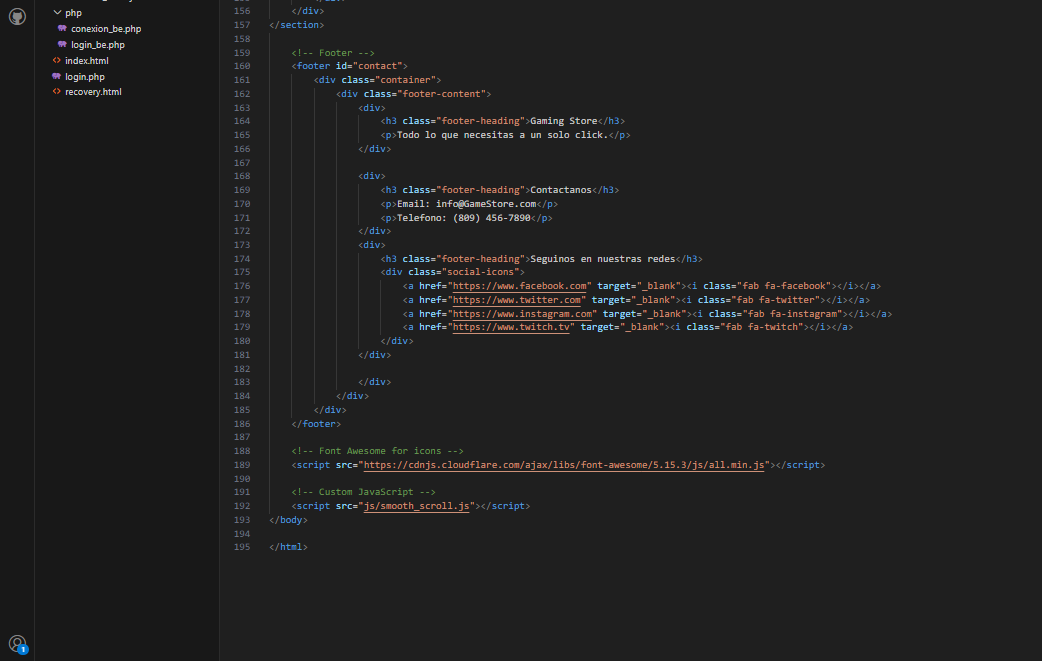 php
conexion_be.php
login_be.php
index.html
login.php
recovery.html
156 </div>
157 </section>
158
159 <!-- Footer -->
160 <footer id="contact">
161 <div class="container">
162 <div class="footer-content">
163 <div>
164 <h3 class="footer-heading">Gaming Store</h3>
165 <p>Todo lo que necesitas a un solo click.</p>
166 </div>
167
168 <div>
169 <h3 class="footer-heading">Contactanos</h3>
170 <p>Email: info@GameStore.com</p>
171 <p>Telefono: (809) 456-7890</p>
172 </div>
173 <div>
174 <h3 class="footer-heading">Seguinos en nuestras redes</h3>
175 <div class="social-icons">
176 <a href="https://www.facebook.com" target="_blank"><i class="fab fa-facebook"></i></a>
177 <a href="https://www.twitter.com" target="_blank"><i class="fab fa-twitter"></i></a>
178 <a href="https://www.instagram.com" target="_blank"><i class="fab fa-instagram"></i></a>
179 <a href="https://www.twitch.tv" target="_blank"><i class="fab fa-twitch"></i></a>
180 </div>
181 </div>
182
183 </div>
184 </div>
185 </div>
186 </footer>
187
188 <!-- Font Awesome for icons -->
189 <script src="https://cdnjs.cloudflare.com/ajax/libs/font-awesome/5.15.3/js/all.min.js"></script>
190
191 <!-- Custom JavaScript -->
192 <script src="js/smooth_scroll.js"></script>
193 </body>
194
195 </html>
1